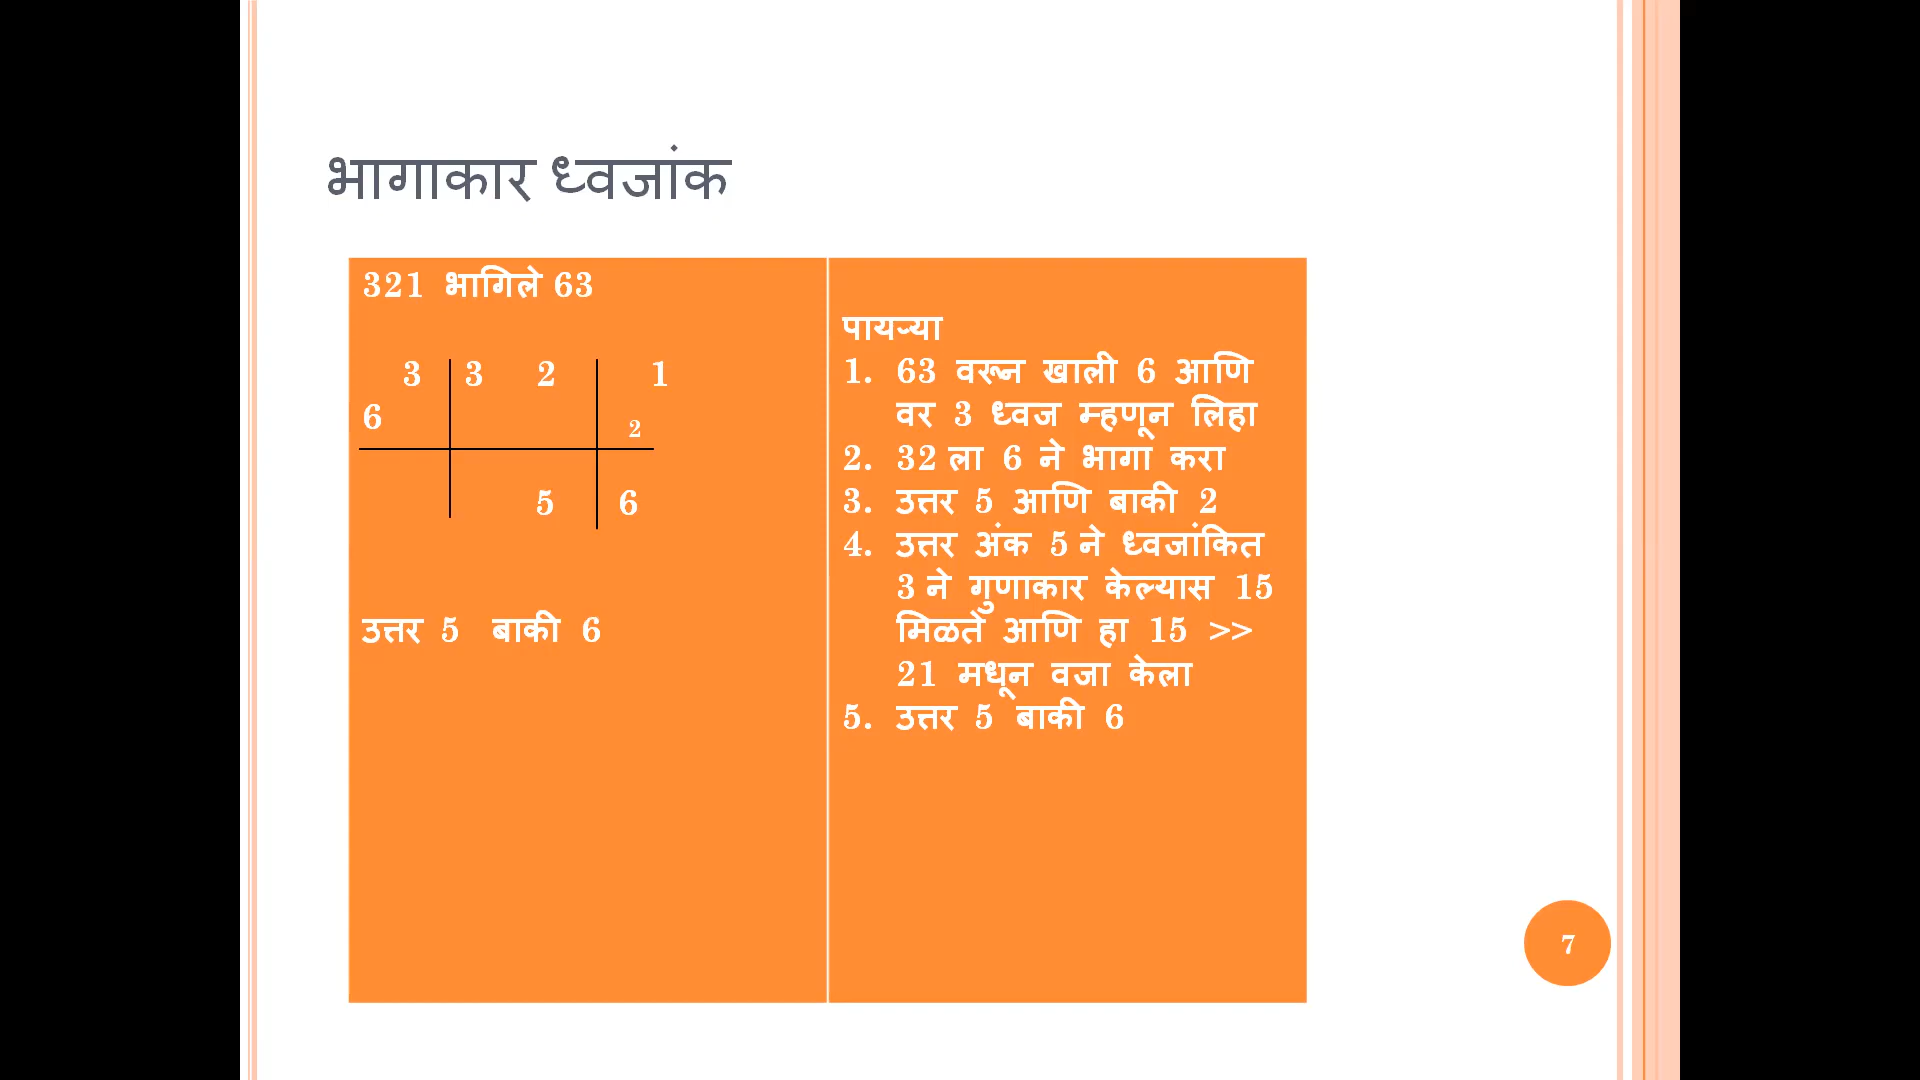 भागाकार ध्वजांक
321 भागिले 63
3 3 2 1
6 2
5 6
उत्तर 5 बाकी 6
पायऱ्या
1. 63 वरून खाली 6 आणि
वर 3 ध्वज म्हणून लिहा
2. 32 ला 6 ने भागा करा
3. उत्तर 5 आणि बाकी 2
4. उत्तर अंक 5 ने ध्वजांकित
3 ने गुणाकार केल्यास 15
मिळते आणि हा 15 >>
21 मधून वजा केला
5. उत्तर 5 बाकी 6
7